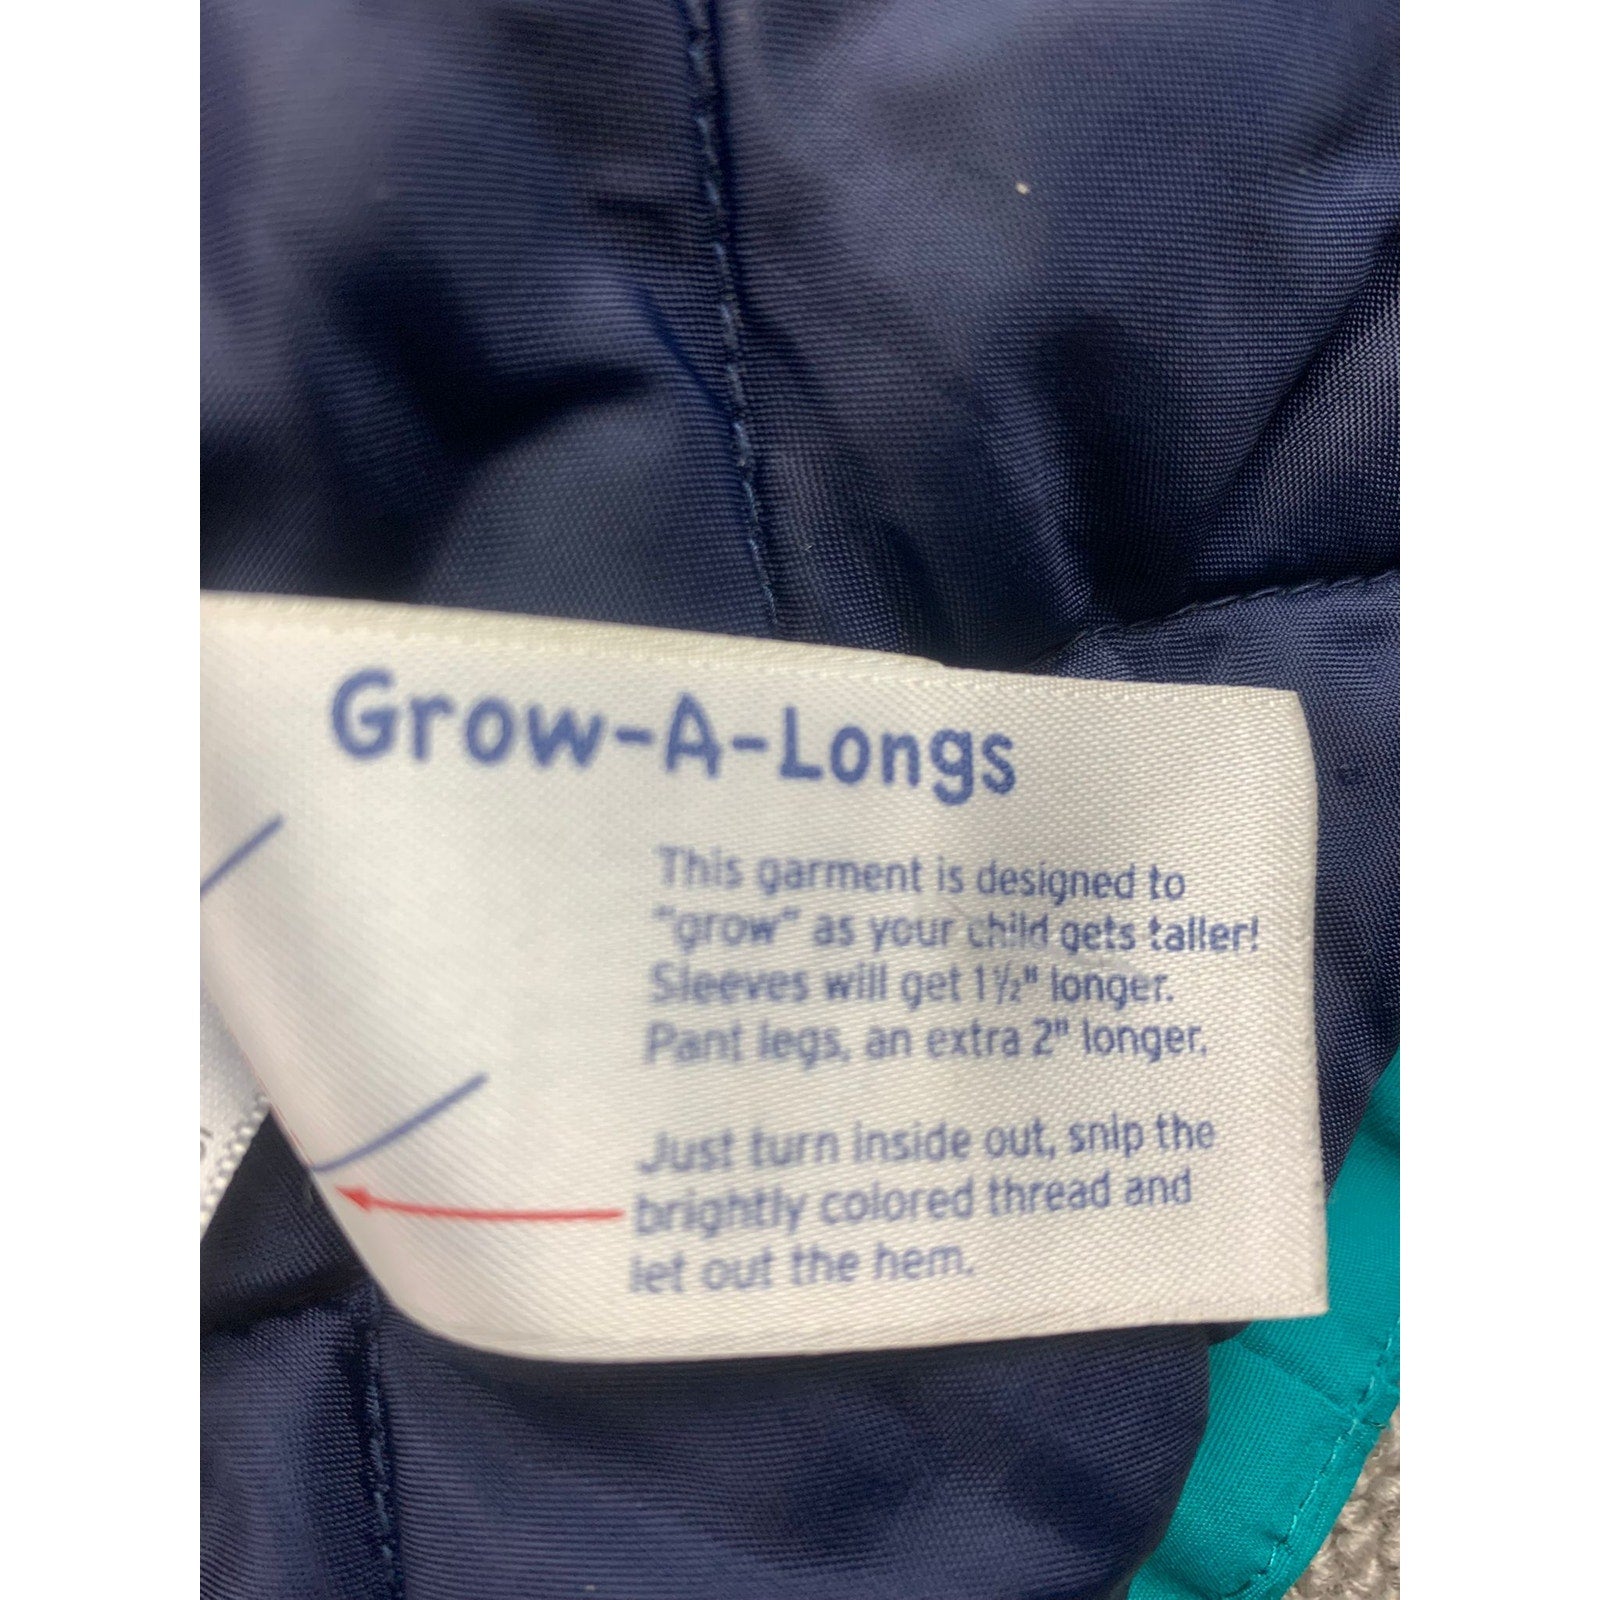 Grow-A-Longs
This garment is designed to
"grow" as your child gets taller!
Sleeves will get 1½" longer.
Pant legs, an extra 2" longer.
Just turn inside out, snip the
brightly colored thread and
let out the hem.